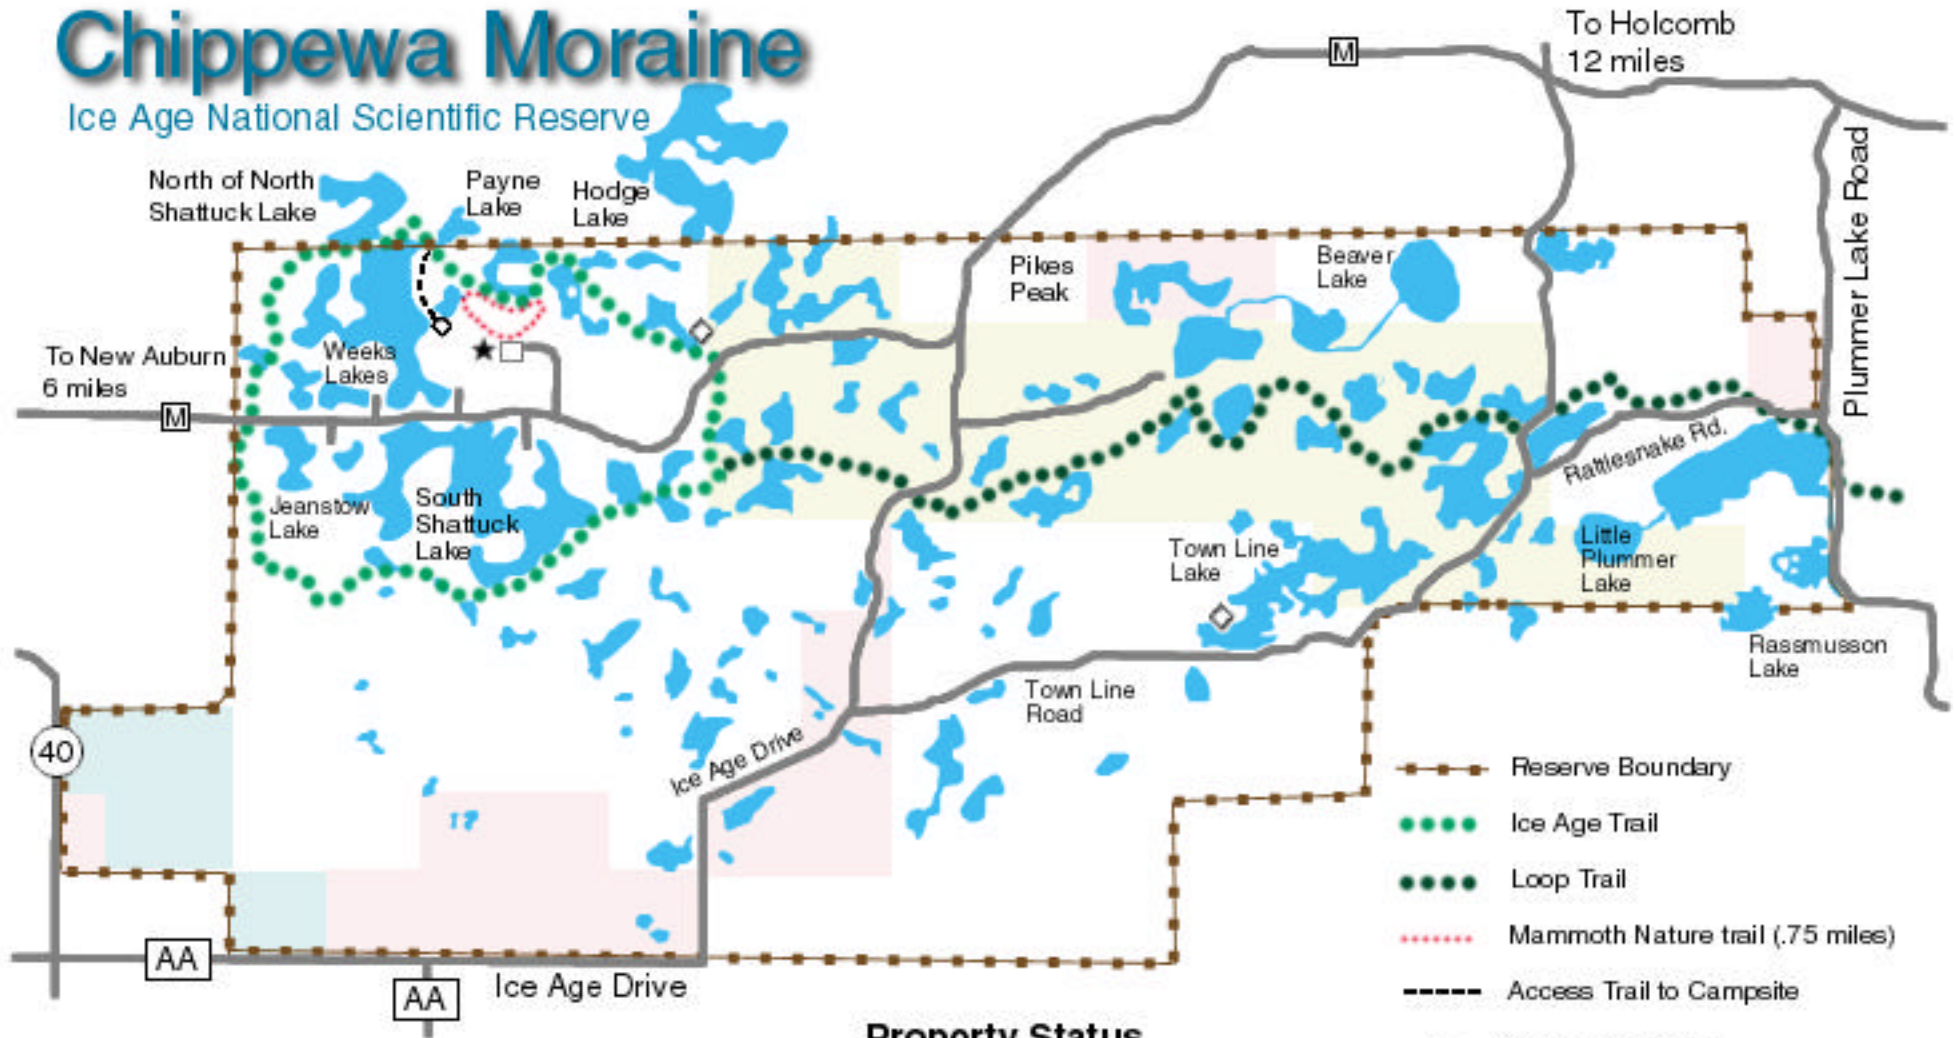 Chippewa Moraine
Ice Age National Scientific Reserve
To Holcomb
12 miles
M
North of North
Shattuck Lake
Payne
Lake
Hodge
Lake
Plummer Lake Road
Pikes
Peak
Beaver
Lake
To New Auburn
6 miles
Weeks
Lakes
M
Rattlesnake Rd.
Jeanstow
Lake
South
Shattuck
Lake
Town Line
Lake
Little
Plummer
Lake
Rassmusson
Lake
Town Line
Road
40
Ice Age Drive
Reserve Boundary
Ice Age Trail
Loop Trail
Mammoth Nature trail (.75 miles)
Access Trail to Campsite
AA
AA
Ice Age Drive
Property Status